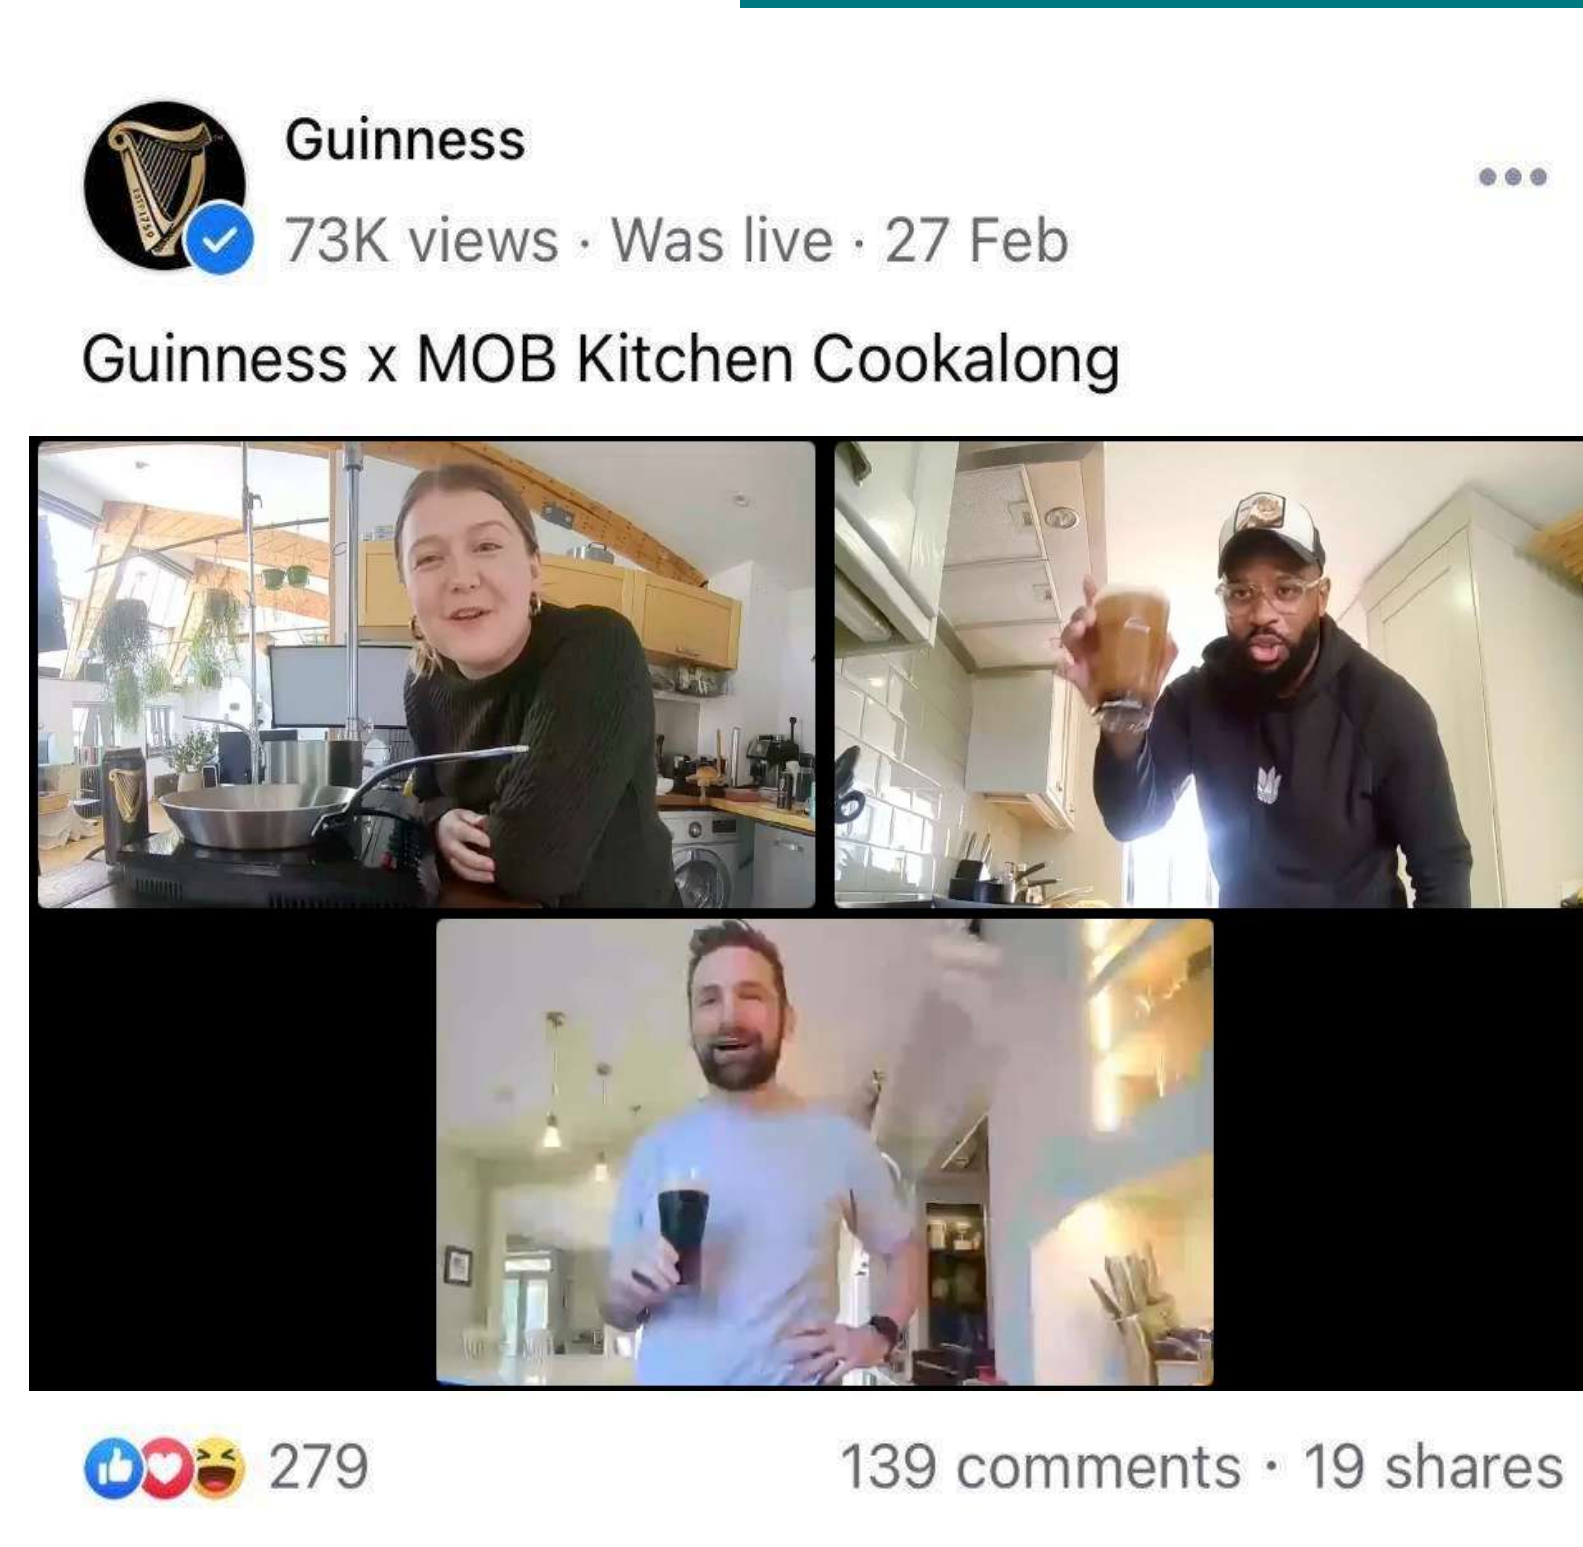 Guinness
73K views · Was live · 27 Feb
Guinness x MOB Kitchen Cookalong
279
139 comments · 19 shares